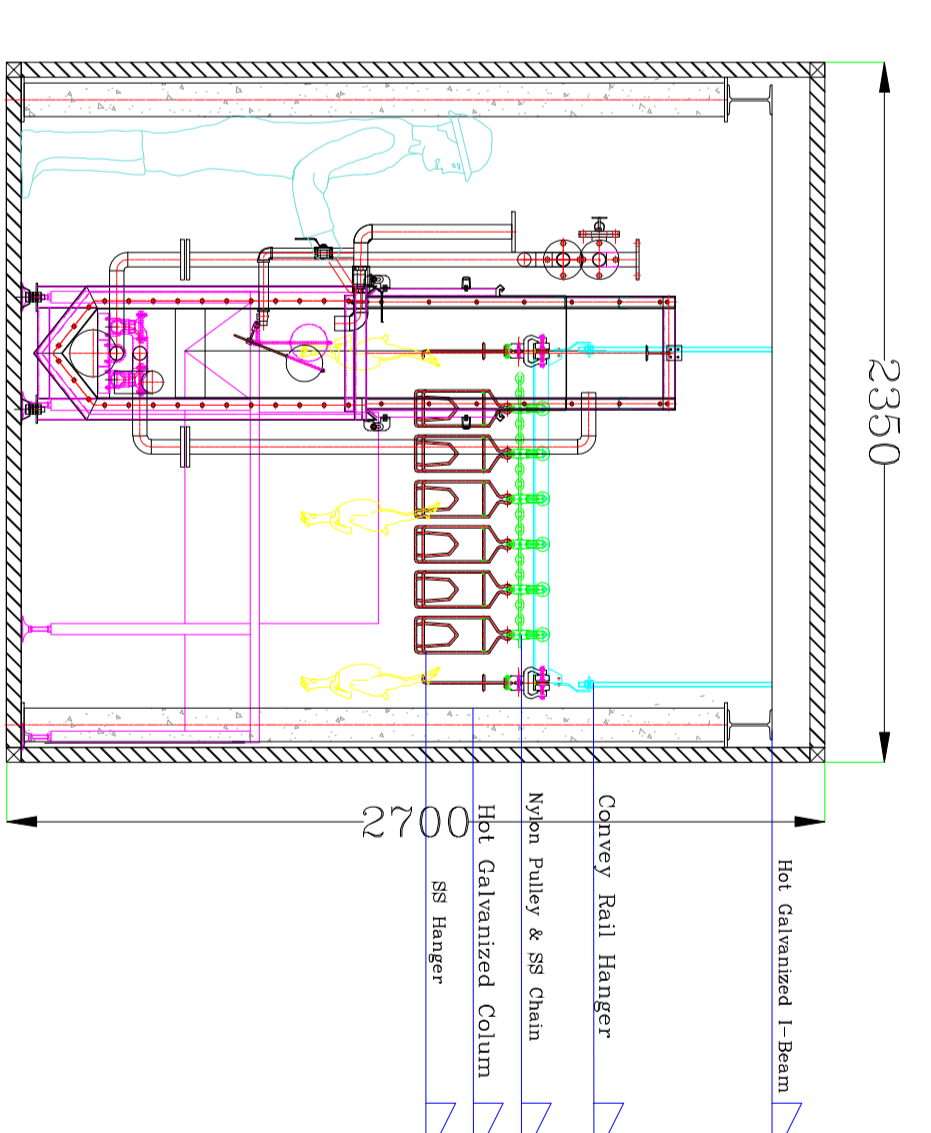 2350
2700
Hot Galvanized I-Beam
Convey Rail Hanger
Nylon Pulley & SS Chain
Hot Galvanized Colum
SS Hanger